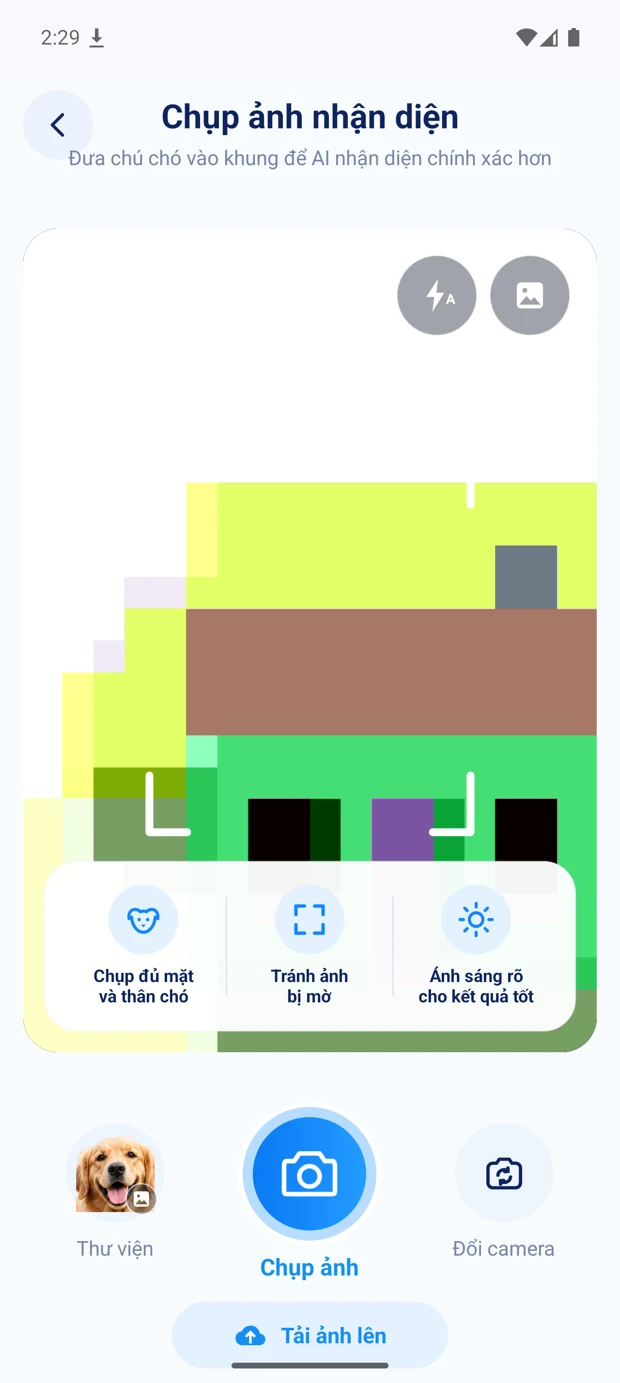 2:29
Chụp ảnh nhận diện
Đưa chú chó vào khung để AI nhận diện chính xác hơn
A
Chụp đủ mặt
và thân chó
Tránh ảnh
bị mờ
Ánh sáng rõ
cho kết quả tốt
Thư viện
Chụp ảnh
Đổi camera
Tải ảnh lên